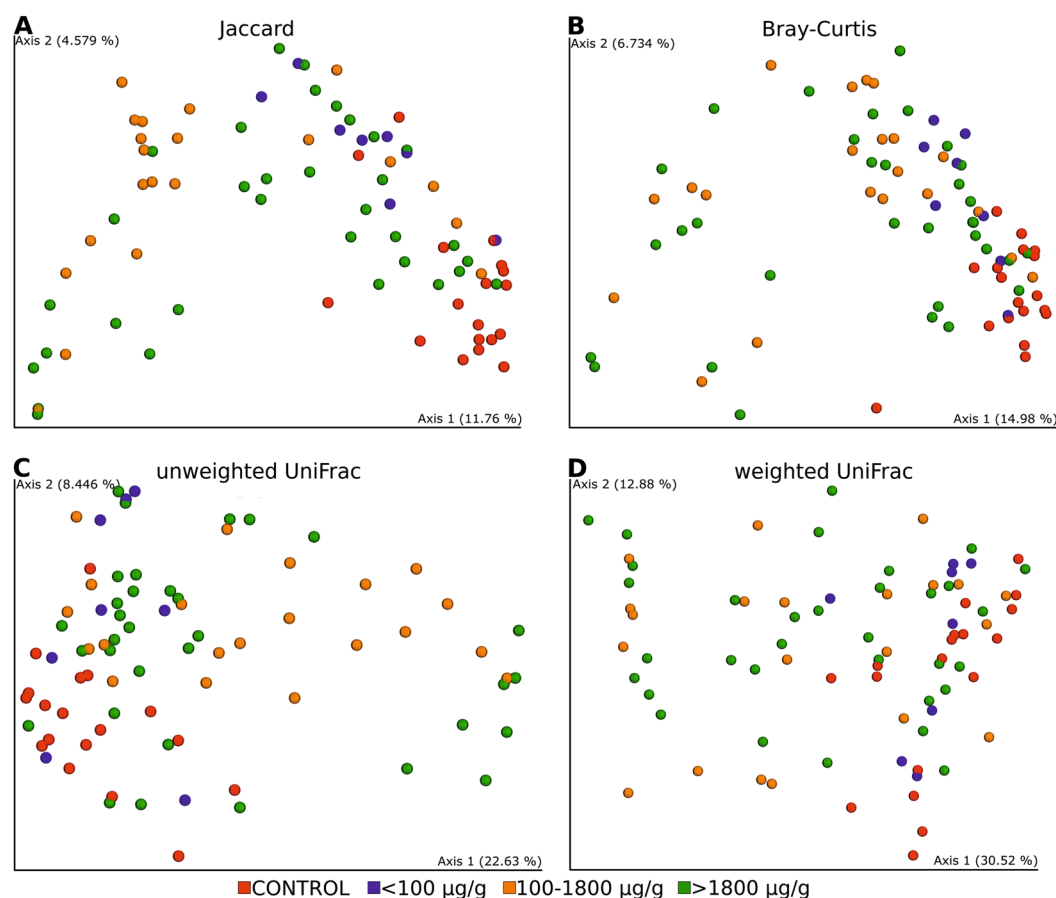 A
Jaccard
Axis 2 (4.579 %)
Axis 1 (11.76 %)
B
Bray-Curtis
Axis 2 (6.734 %)
Axis 1 (14.98 %)
C
unweighted UniFrac
Axis 2 (8.446 %)
Axis 1 (22.63 %)
D
weighted UniFrac
Axis 2 (12.88 %)
Axis 1 (30.52 %)
CONTROL <100 µg/g 100-1800 µg/g >1800 µg/g